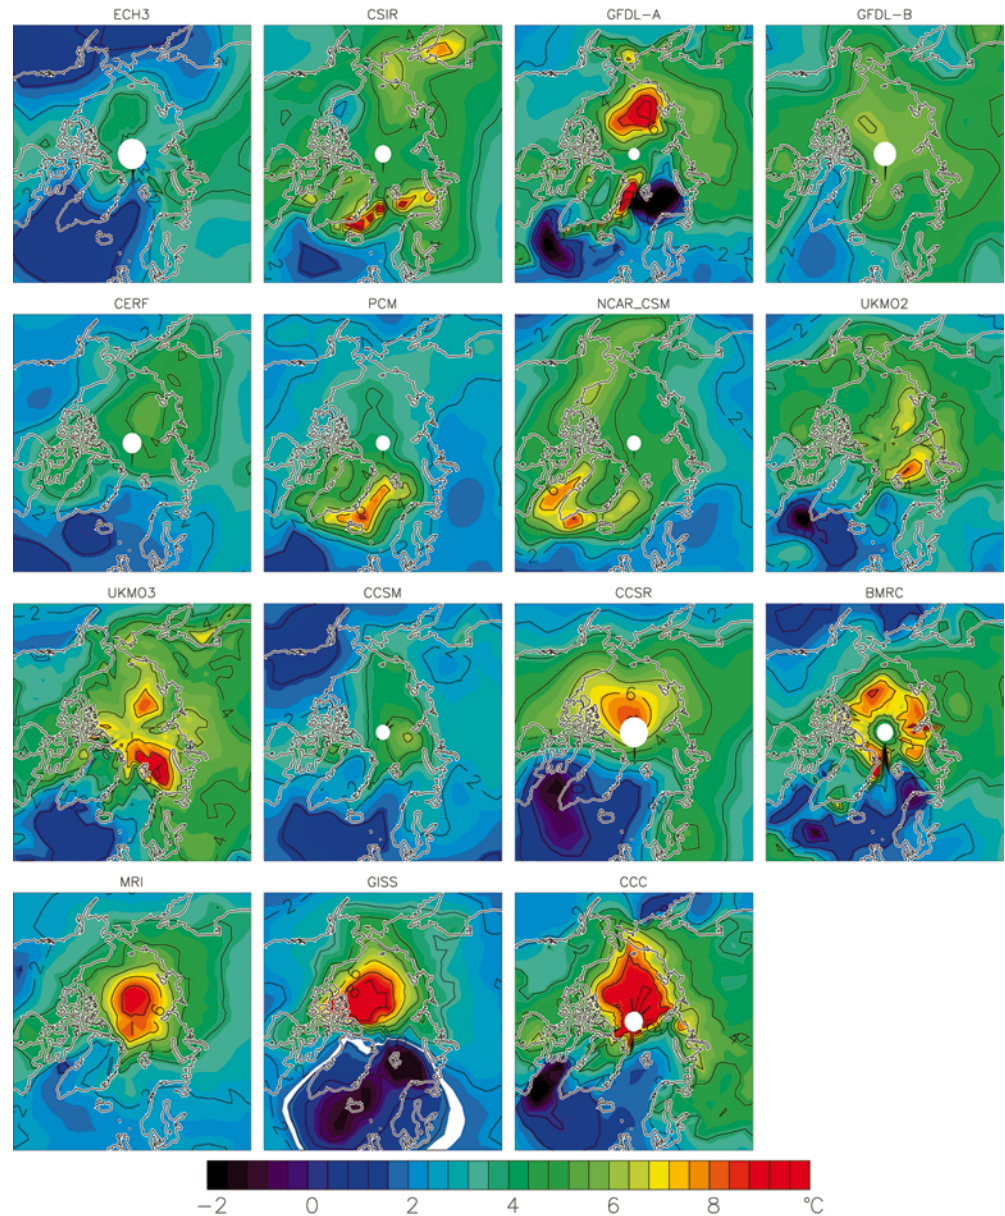 ECH3 CSIR GFDL-A GFDL-B
CERF PCM NCAR_CSM UKMO2
UKMO3 CCSM CCSR BMRC
MRI GISS CCC
−2 0 2 4 6 8 °C